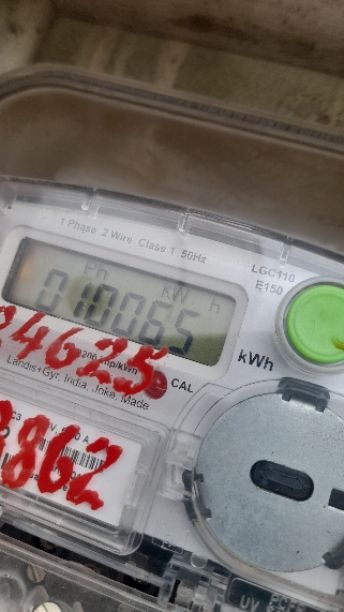 1 Phase 2 Wire Class 1 50Hz
LGC110
E150
Ph kW h
010065
kWh
24625
CAL
Landis+Gyr, India, Joka, Made
862